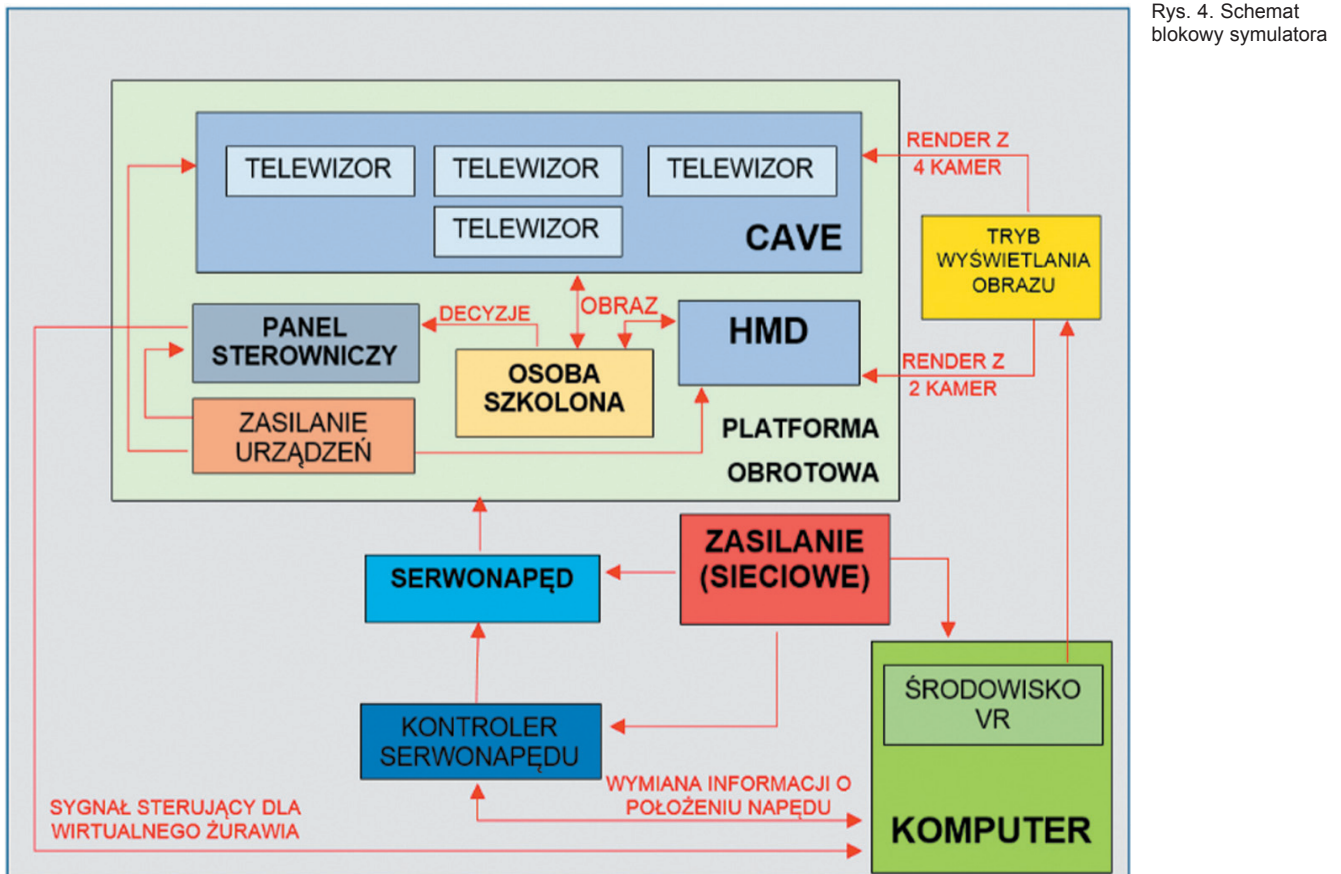 Rys. 4. Schemat
blokowy symulatora
TELEWIZOR
TELEWIZOR
TELEWIZOR
TELEWIZOR
CAVE
RENDER Z
4 KAMER
TRYB
WYŚWIETLANIA
OBRAZU
PANEL
STEROWNICZY
DECYZJE
OBRAZ
HMD
OSOBA
SZKOLONA
RENDER Z
2 KAMER
ZASILANIE
URZĄDZEŃ
PLATFORMA
OBROTOWA
SERWONAPĘD
ZASILANIE
(SIECIOWE)
ŚRODOWISKO
VR
KONTROLER
SERWONAPĘDU
WYMIANA INFORMACJI O
POŁOŻENIU NAPĘDU
SYGNAŁ STERUJĄCY DLA
WIRTUALNEGO ŻURAWIA
KOMPUTER